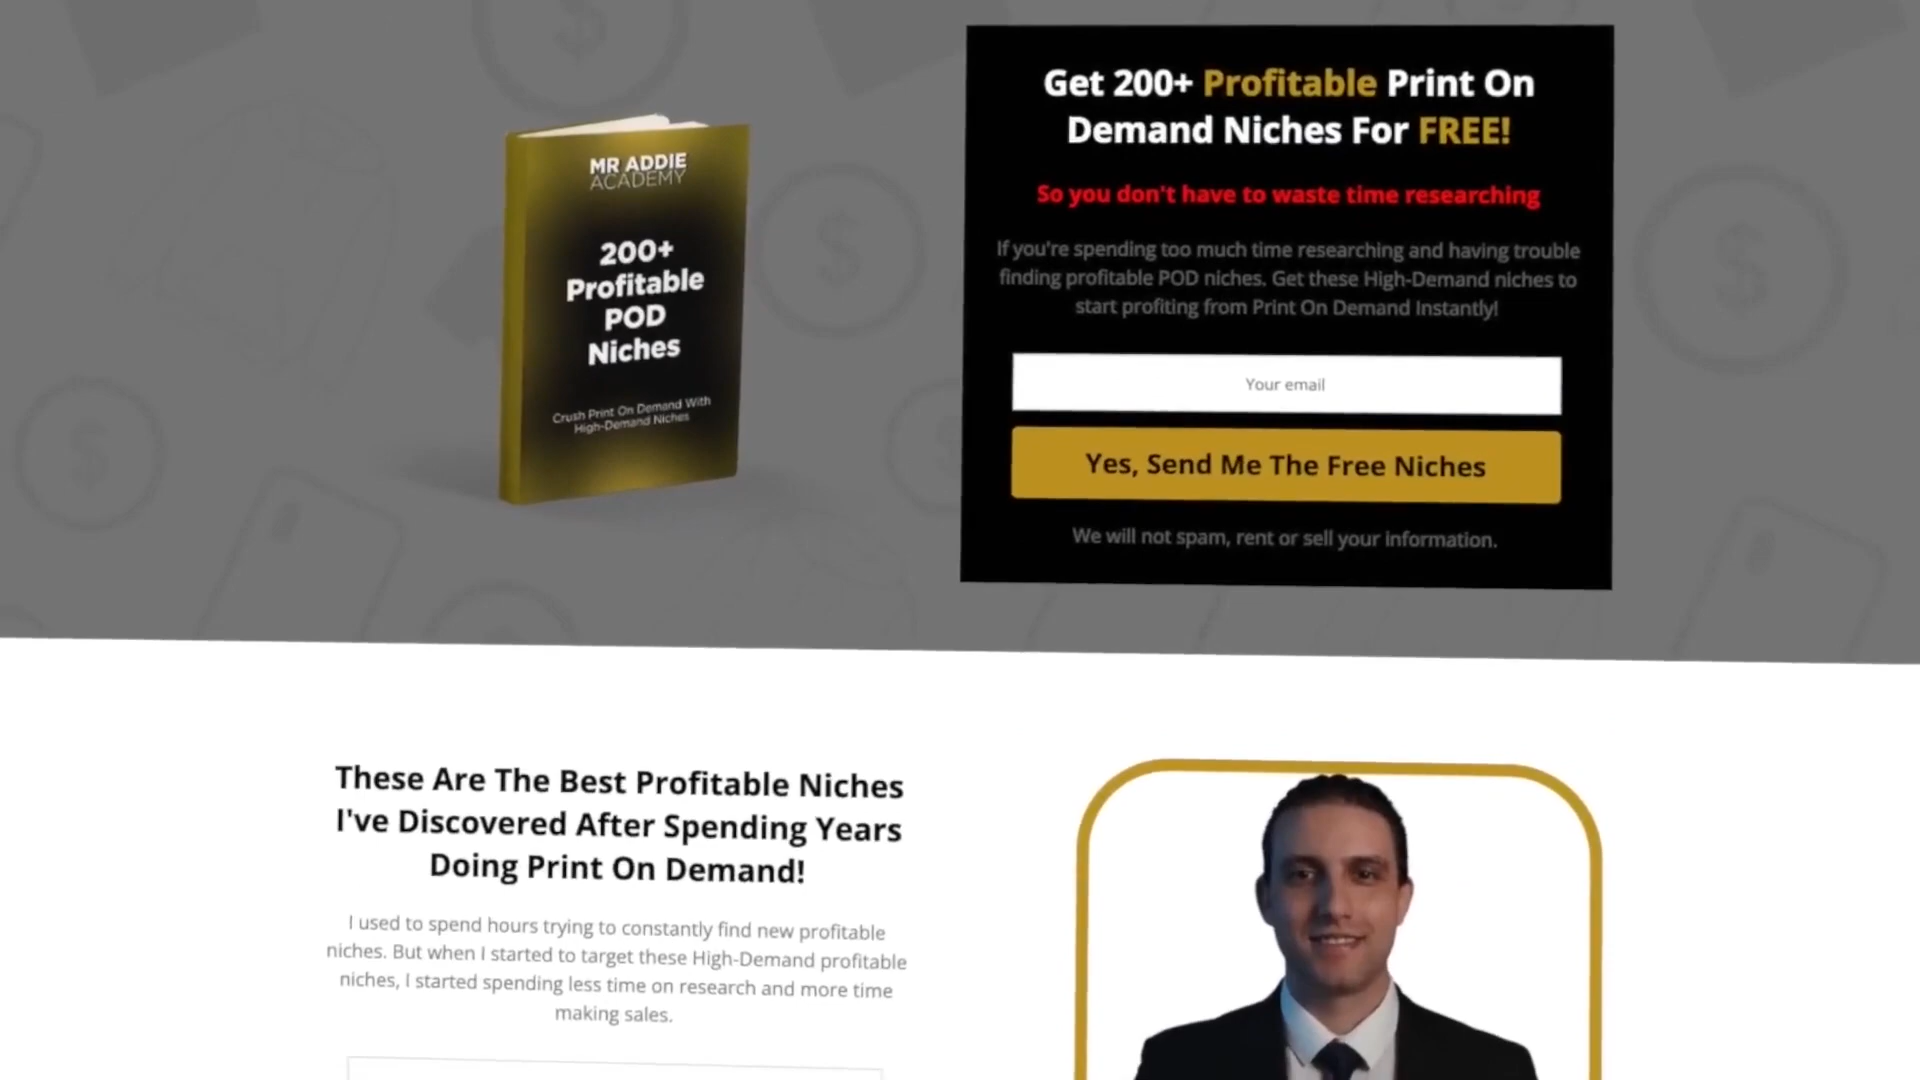 MR ADDIE
ACADEMY
200+
Profitable
POD
Niches
Crush Print On Demand With
High-Demand Niches
Get 200+ Profitable Print On
Demand Niches For FREE!
So you don't have to waste time researching
If you're spending too much time researching and having trouble
finding profitable POD niches. Get these High-Demand niches to
start profiting from Print On Demand Instantly!
Your email
Yes, Send Me The Free Niches
We will not spam, rent or sell your information.
These Are The Best Profitable Niches
I've Discovered After Spending Years
Doing Print On Demand!
I used to spend hours trying to constantly find new profitable
niches. But when I started to target these High-Demand profitable
niches, I started spending less time on research and more time
making sales.